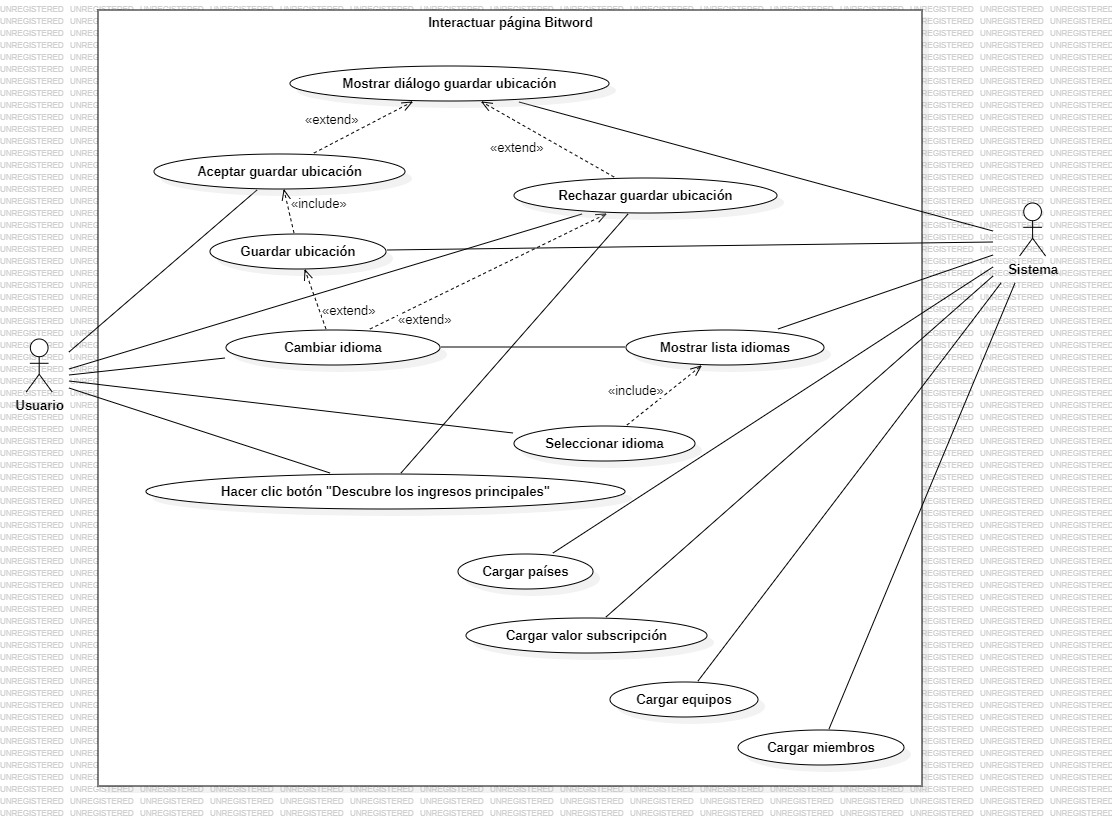 Interactuar página Bitword
Mostrar diálogo guardar ubicación
«extend»
«extend»
Aceptar guardar ubicación
Rechazar guardar ubicación
«include»
Guardar ubicación
Sistema
«extend»
«extend»
Cambiar idioma
Mostrar lista idiomas
«include»
Usuario
Seleccionar idioma
Hacer clic botón "Descubre los ingresos principales"
Cargar países
Cargar valor subscripción
Cargar equipos
Cargar miembros
UNREGISTERED